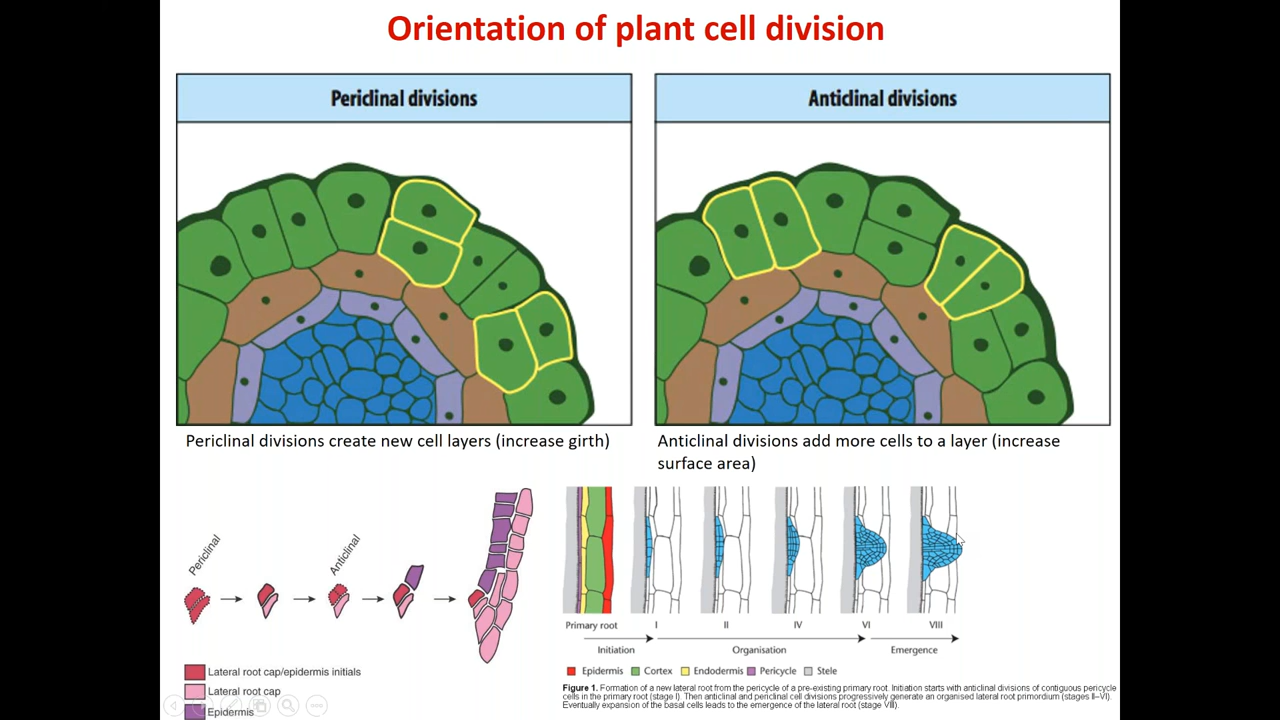 Orientation of plant cell division
Periclinal divisions
Anticlinal divisions
Periclinal divisions create new cell layers (increase girth)
Anticlinal divisions add more cells to a layer (increase
surface area)
Periclinal
Anticlinal
Lateral root cap/epidermis initials
Lateral root cap
Epidermis
Primary root
I
II
IV
VI
VIII
Initiation
Organisation
Emergence
Epidermis
Cortex
Endodermis
Pericycle
Stele
Figure 1. Formation of a new lateral root from the pericycle of a pre-existing primary root. Initiation starts with anticlinal divisions of contiguous pericycle
cells in the primary root (stage I). Then anticlinal and periclinal cell divisions progressively generate an organised lateral root primordium (stages II–VI).
Eventually expansion of the basal cells leads to the emergence of the lateral root (stage VIII).